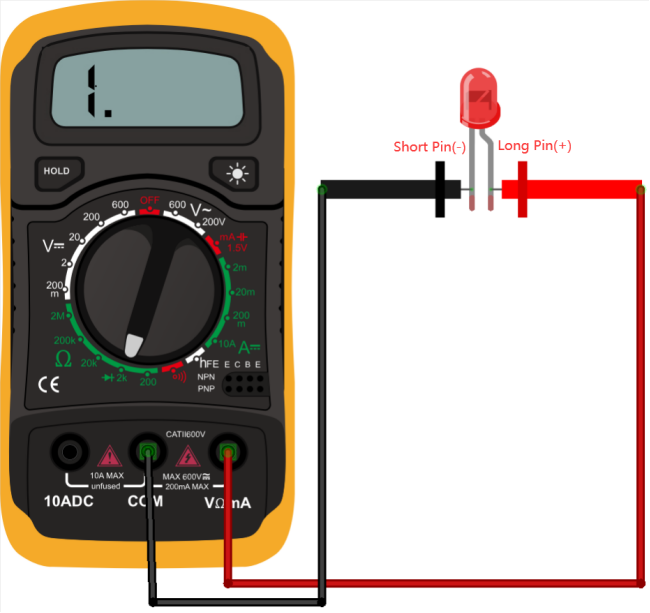 1.
Short Pin(-)
Long Pin(+)
HOLD
OFF
600
600
V~
200
200V
20
mA
1.5V
V⎓
2
2m
200
m
20m
2M
200
m
200k
10A
A⎓
Ω
20k
2k
200
hFE
E C B E
NPN
PNP
CE
CATII600V
10A MAX
unfused
MAX 600V
200mA MAX
10ADC
COM
VΩmA